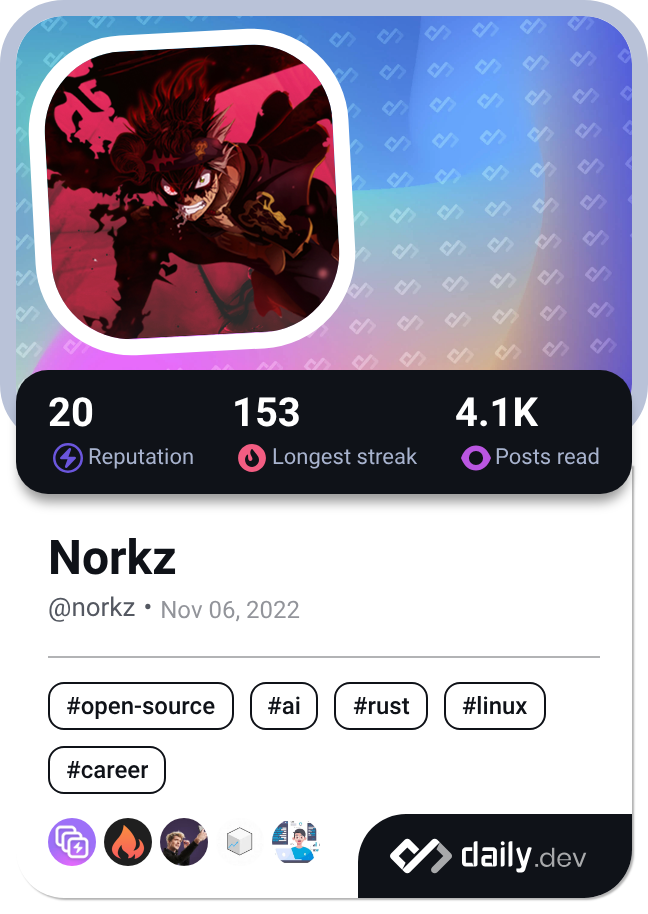 20 153 4.1K
Reputation Longest streak Posts read
Norkz
@norkz • Nov 06, 2022
#open-source #ai #rust #linux
#career
daily.dev